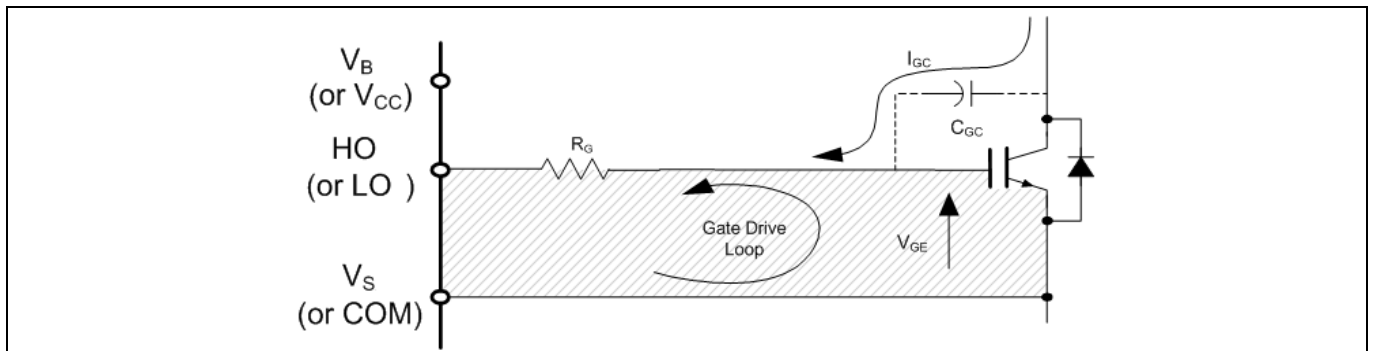 V_B
(or V_CC)
HO
(or LO )
V_S
(or COM)
R_G
I_GC
C_GC
Gate Drive
Loop
V_GE